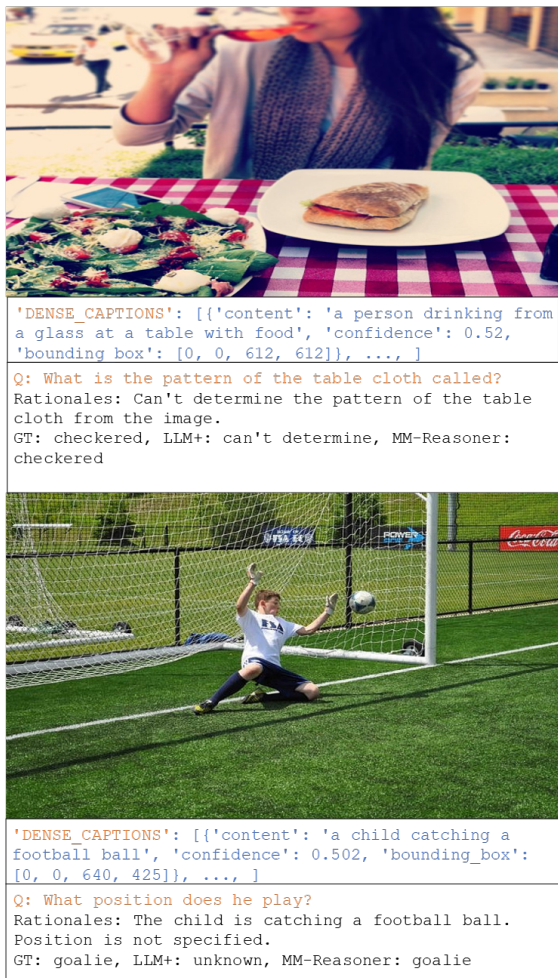 'DENSE_CAPTIONS': [{'content': 'a person drinking from
a glass at a table with food', 'confidence': 0.52,
'bounding box': [0, 0, 612, 612]}, ..., ]
Q: What is the pattern of the table cloth called?
Rationales: Can't determine the pattern of the table
cloth from the image.
GT: checkered, LLM+: can't determine, MM-Reasoner:
checkered
POWER
Coca-Cola
'DENSE_CAPTIONS': [{'content': 'a child catching a
football ball', 'confidence': 0.502, 'bounding_box':
[0, 0, 640, 425]}, ..., ]
Q: What position does he play?
Rationales: The child is catching a football ball.
Position is not specified.
GT: goalie, LLM+: unknown, MM-Reasoner: goalie